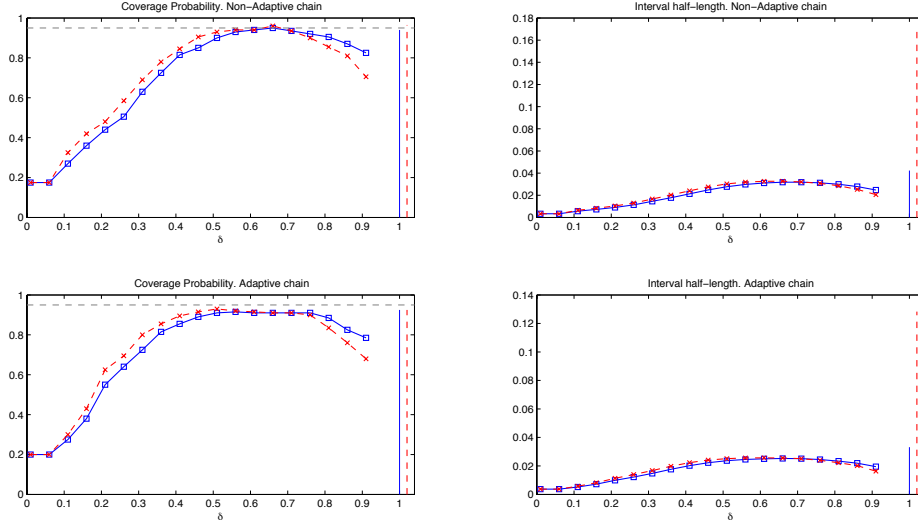 Coverage Probability. Non−Adaptive chain
1
0.8
0.6
0.4
0.2
0
0 0.1 0.2 0.3 0.4 0.5 0.6 0.7 0.8 0.9 1
δ
Interval half−length. Non−Adaptive chain
0.18
0.16
0.14
0.12
0.1
0.08
0.06
0.04
0.02
0
0 0.1 0.2 0.3 0.4 0.5 0.6 0.7 0.8 0.9 1
δ
Coverage Probability. Adaptive chain
1
0.8
0.6
0.4
0.2
0
0 0.1 0.2 0.3 0.4 0.5 0.6 0.7 0.8 0.9 1
δ
Interval half−length. Adaptive chain
0.14
0.12
0.1
0.08
0.06
0.04
0.02
0
0 0.1 0.2 0.3 0.4 0.5 0.6 0.7 0.8 0.9 1
δ